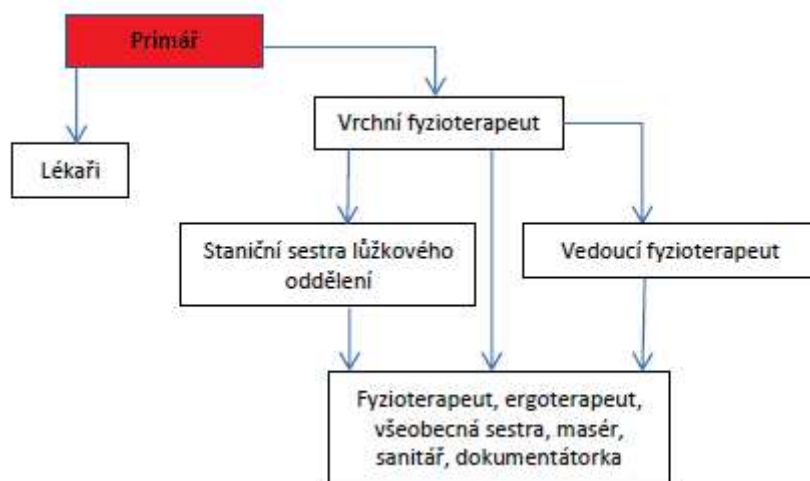 Primář
Vrchní fyzioterapeut
Lékaři
Staniční sestra lůžkového
oddělení
Vedoucí fyzioterapeut
Fyzioterapeut, ergoterapeut,
všeobecná sestra, masér,
sanitář, dokumentátorka